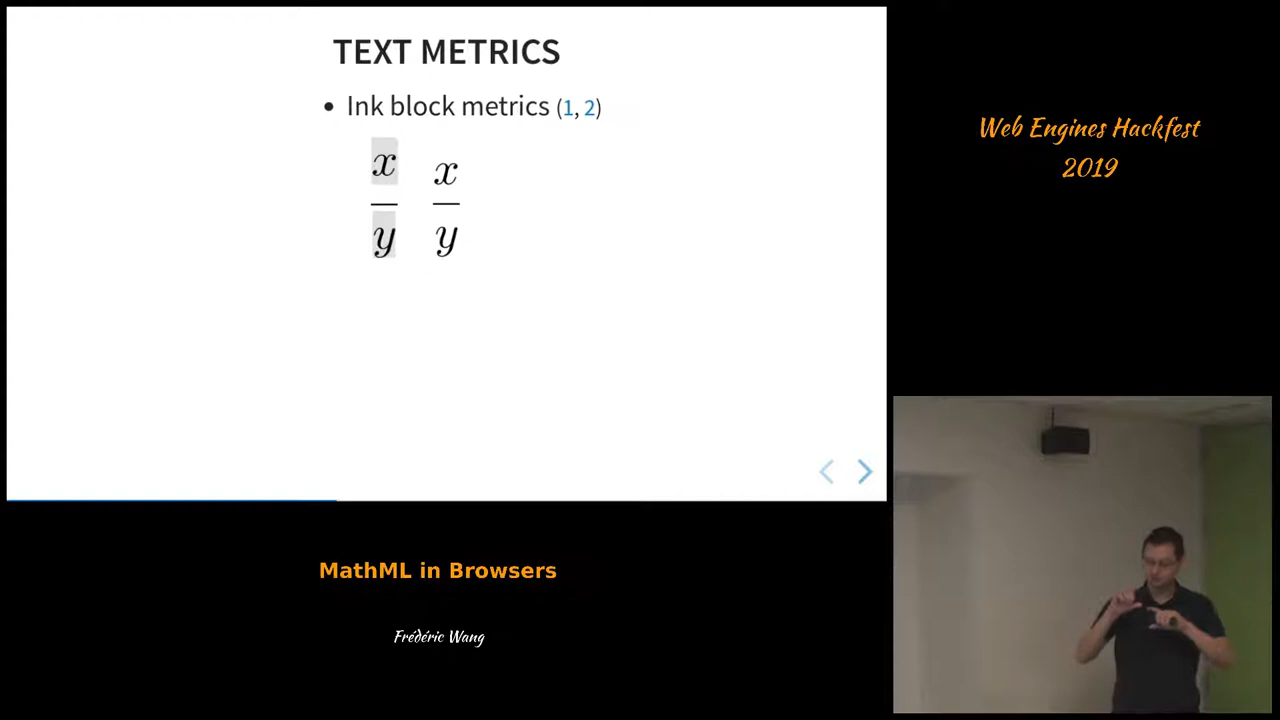 TEXT METRICS
• Ink block metrics (1, 2)
x x
y y
Web Engines Hackfest
2019
MathML in Browsers
Frédéric Wang